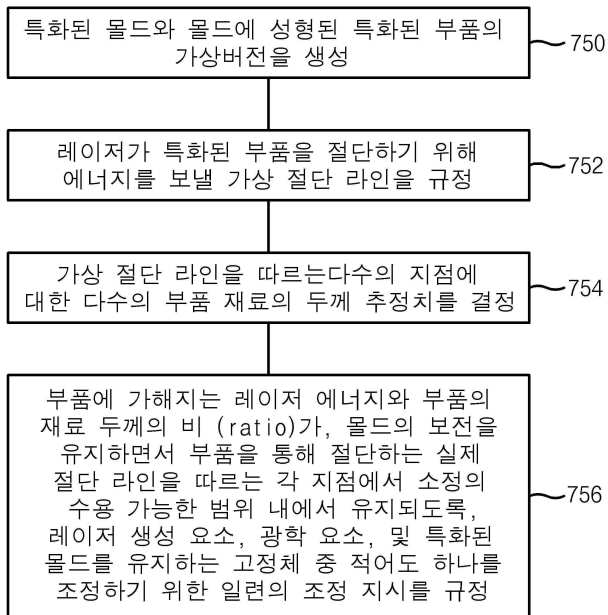 특화된 몰드와 몰드에 성형된 특화된 부품의
가상버전을 생성
750
레이저가 특화된 부품을 절단하기 위해
에너지를 보낼 가상 절단 라인을 규정
752
가상 절단 라인을 따르는다수의 지점에
대한 다수의 부품 재료의 두께 추정치를 결정
754
부품에 가해지는 레이저 에너지와 부품의
재료 두께의 비 (ratio)가, 몰드의 보전을
유지하면서 부품을 통해 절단하는 실제
절단 라인을 따르는 각 지점에서 소정의
수용 가능한 범위 내에서 유지되도록,
레이저 생성 요소, 광학 요소, 및 특화된
몰드를 유지하는 고정체 중 적어도 하나를
조정하기 위한 일련의 조정 지시를 규정
756